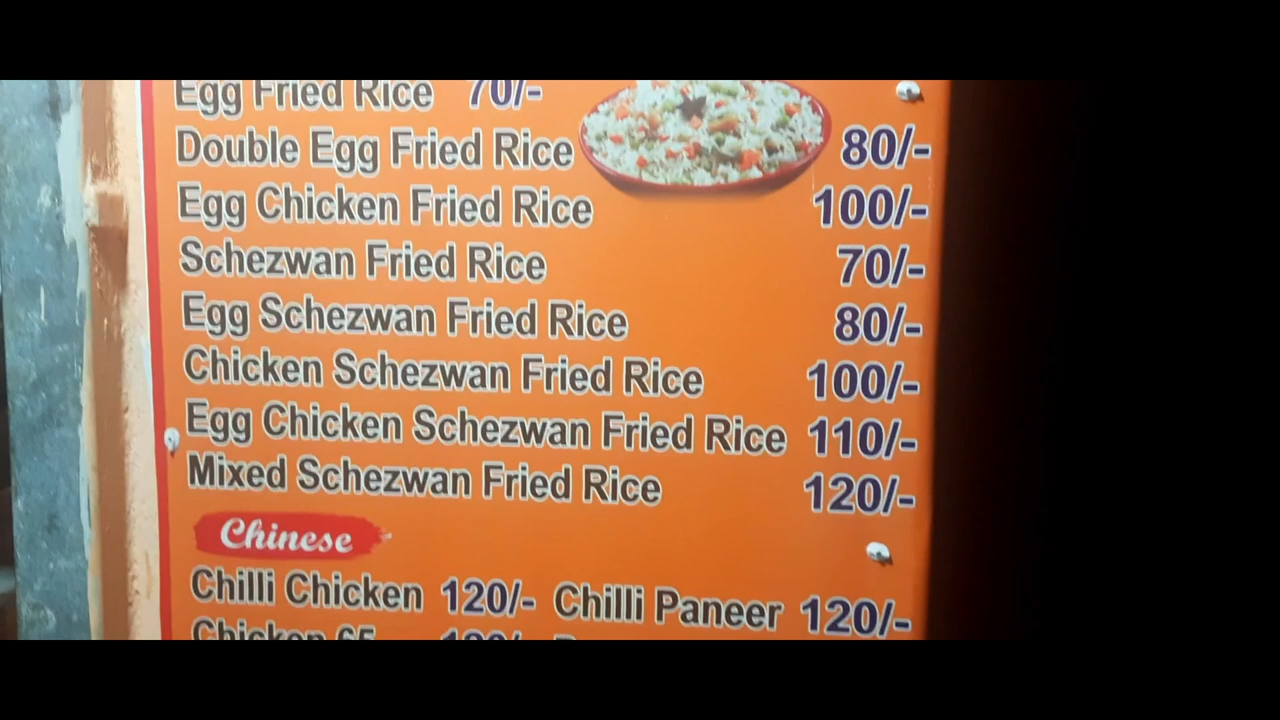 Egg Fried Rice 70/-
Double Egg Fried Rice 80/-
Egg Chicken Fried Rice 100/-
Schezwan Fried Rice 70/-
Egg Schezwan Fried Rice 80/-
Chicken Schezwan Fried Rice 100/-
Egg Chicken Schezwan Fried Rice 110/-
Mixed Schezwan Fried Rice 120/-
Chinese
Chilli Chicken 120/- Chilli Paneer 120/-
Chicken 65